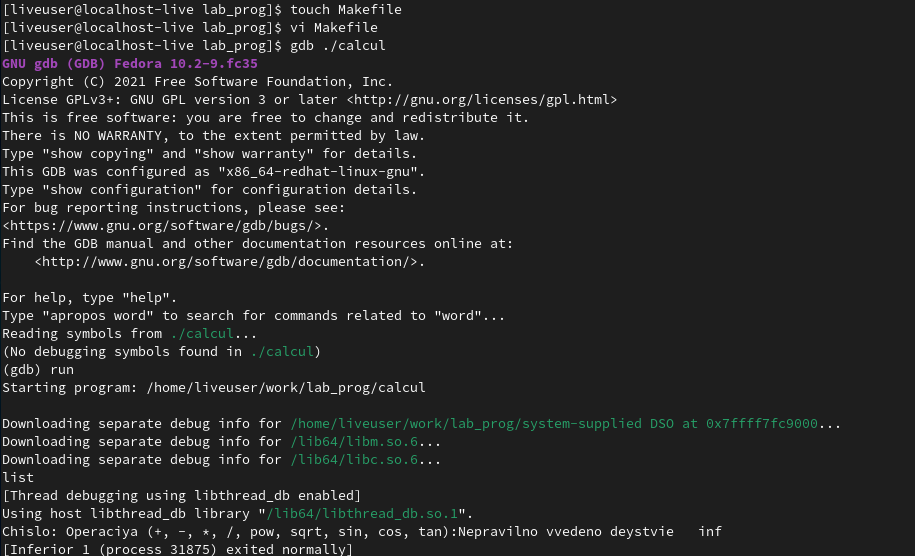 [liveuser@localhost-live lab_prog]$ touch Makefile
[liveuser@localhost-live lab_prog]$ vi Makefile
[liveuser@localhost-live lab_prog]$ gdb ./calcul
GNU gdb (GDB) Fedora 10.2-9.fc35
Copyright (C) 2021 Free Software Foundation, Inc.
License GPLv3+: GNU GPL version 3 or later <http://gnu.org/licenses/gpl.html>
This is free software: you are free to change and redistribute it.
There is NO WARRANTY, to the extent permitted by law.
Type "show copying" and "show warranty" for details.
This GDB was configured as "x86_64-redhat-linux-gnu".
Type "show configuration" for configuration details.
For bug reporting instructions, please see:
<https://www.gnu.org/software/gdb/bugs/>.
Find the GDB manual and other documentation resources online at:
    <http://www.gnu.org/software/gdb/documentation/>.

For help, type "help".
Type "apropos word" to search for commands related to "word"...
Reading symbols from ./calcul...
(No debugging symbols found in ./calcul)
(gdb) run
Starting program: /home/liveuser/work/lab_prog/calcul

Downloading separate debug info for /home/liveuser/work/lab_prog/system-supplied DSO at 0x7ffff7fc9000...
Downloading separate debug info for /lib64/libm.so.6...
Downloading separate debug info for /lib64/libc.so.6...
list
[Thread debugging using libthread_db enabled]
Using host libthread_db library "/lib64/libthread_db.so.1".
Chislo: Operaciya (+, -, *, /, pow, sqrt, sin, cos, tan):Nepravilno vvedeno deystvie   inf
[Inferior 1 (process 31875) exited normally]